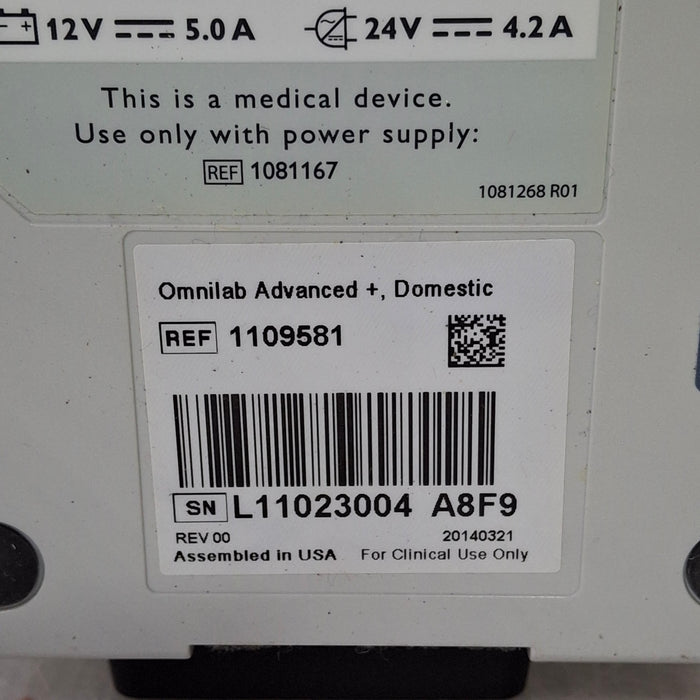 12V 5.0A 24V 4.2A
This is a medical device.
Use only with power supply:
REF 1081167
1081268 R01
Omnilab Advanced +, Domestic
REF 1109581
SN L11023004 A8F9
REV 00 20140321
Assembled in USA For Clinical Use Only